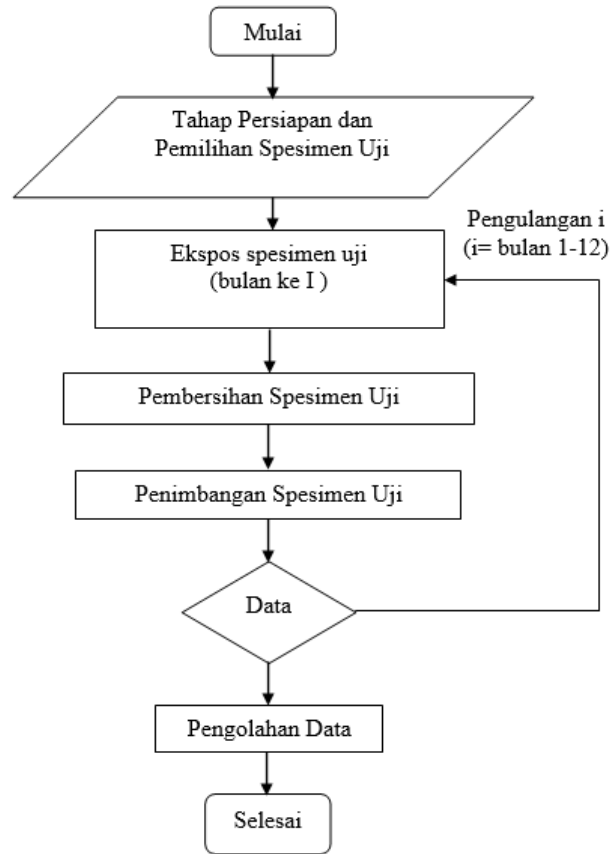 Mulai
Tahap Persiapan dan
Pemilihan Spesimen Uji
Pengulangan i
(i= bulan 1-12)
Ekspos spesimen uji
(bulan ke I )
Pembersihan Spesimen Uji
Penimbangan Spesimen Uji
Data
Pengolahan Data
Selesai